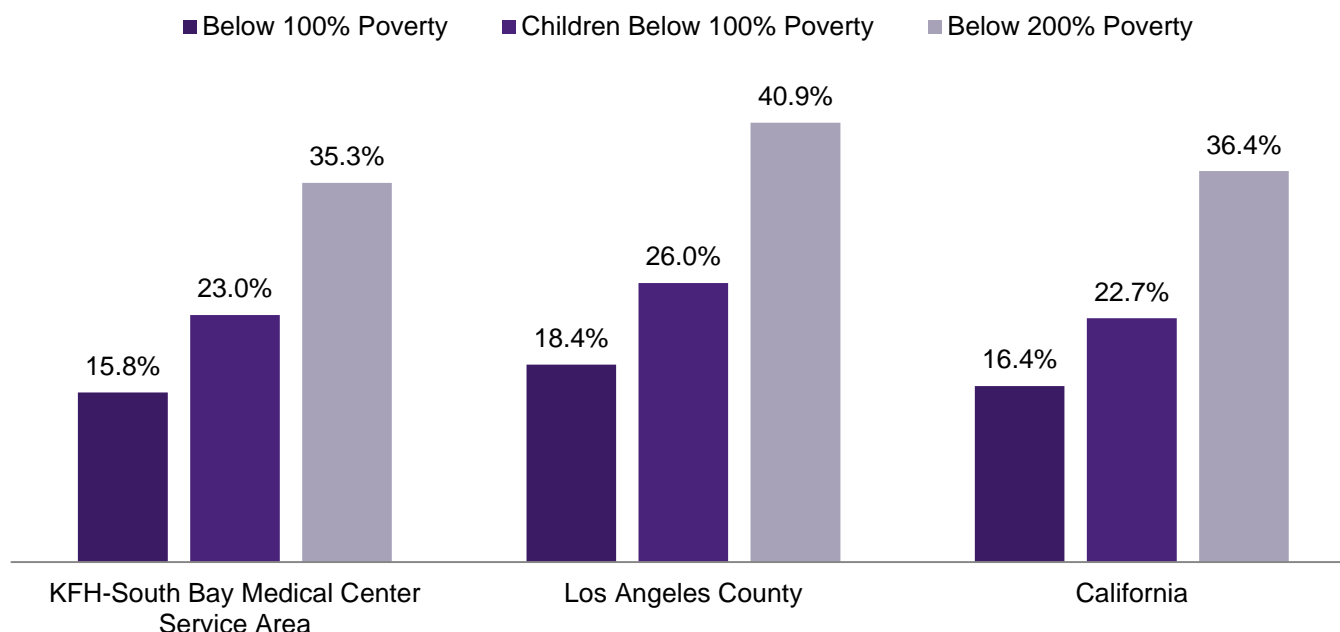 Below 100% Poverty
Children Below 100% Poverty
Below 200% Poverty
15.8%
23.0%
35.3%
18.4%
26.0%
40.9%
16.4%
22.7%
36.4%
KFH-South Bay Medical Center
Service Area
Los Angeles County
California